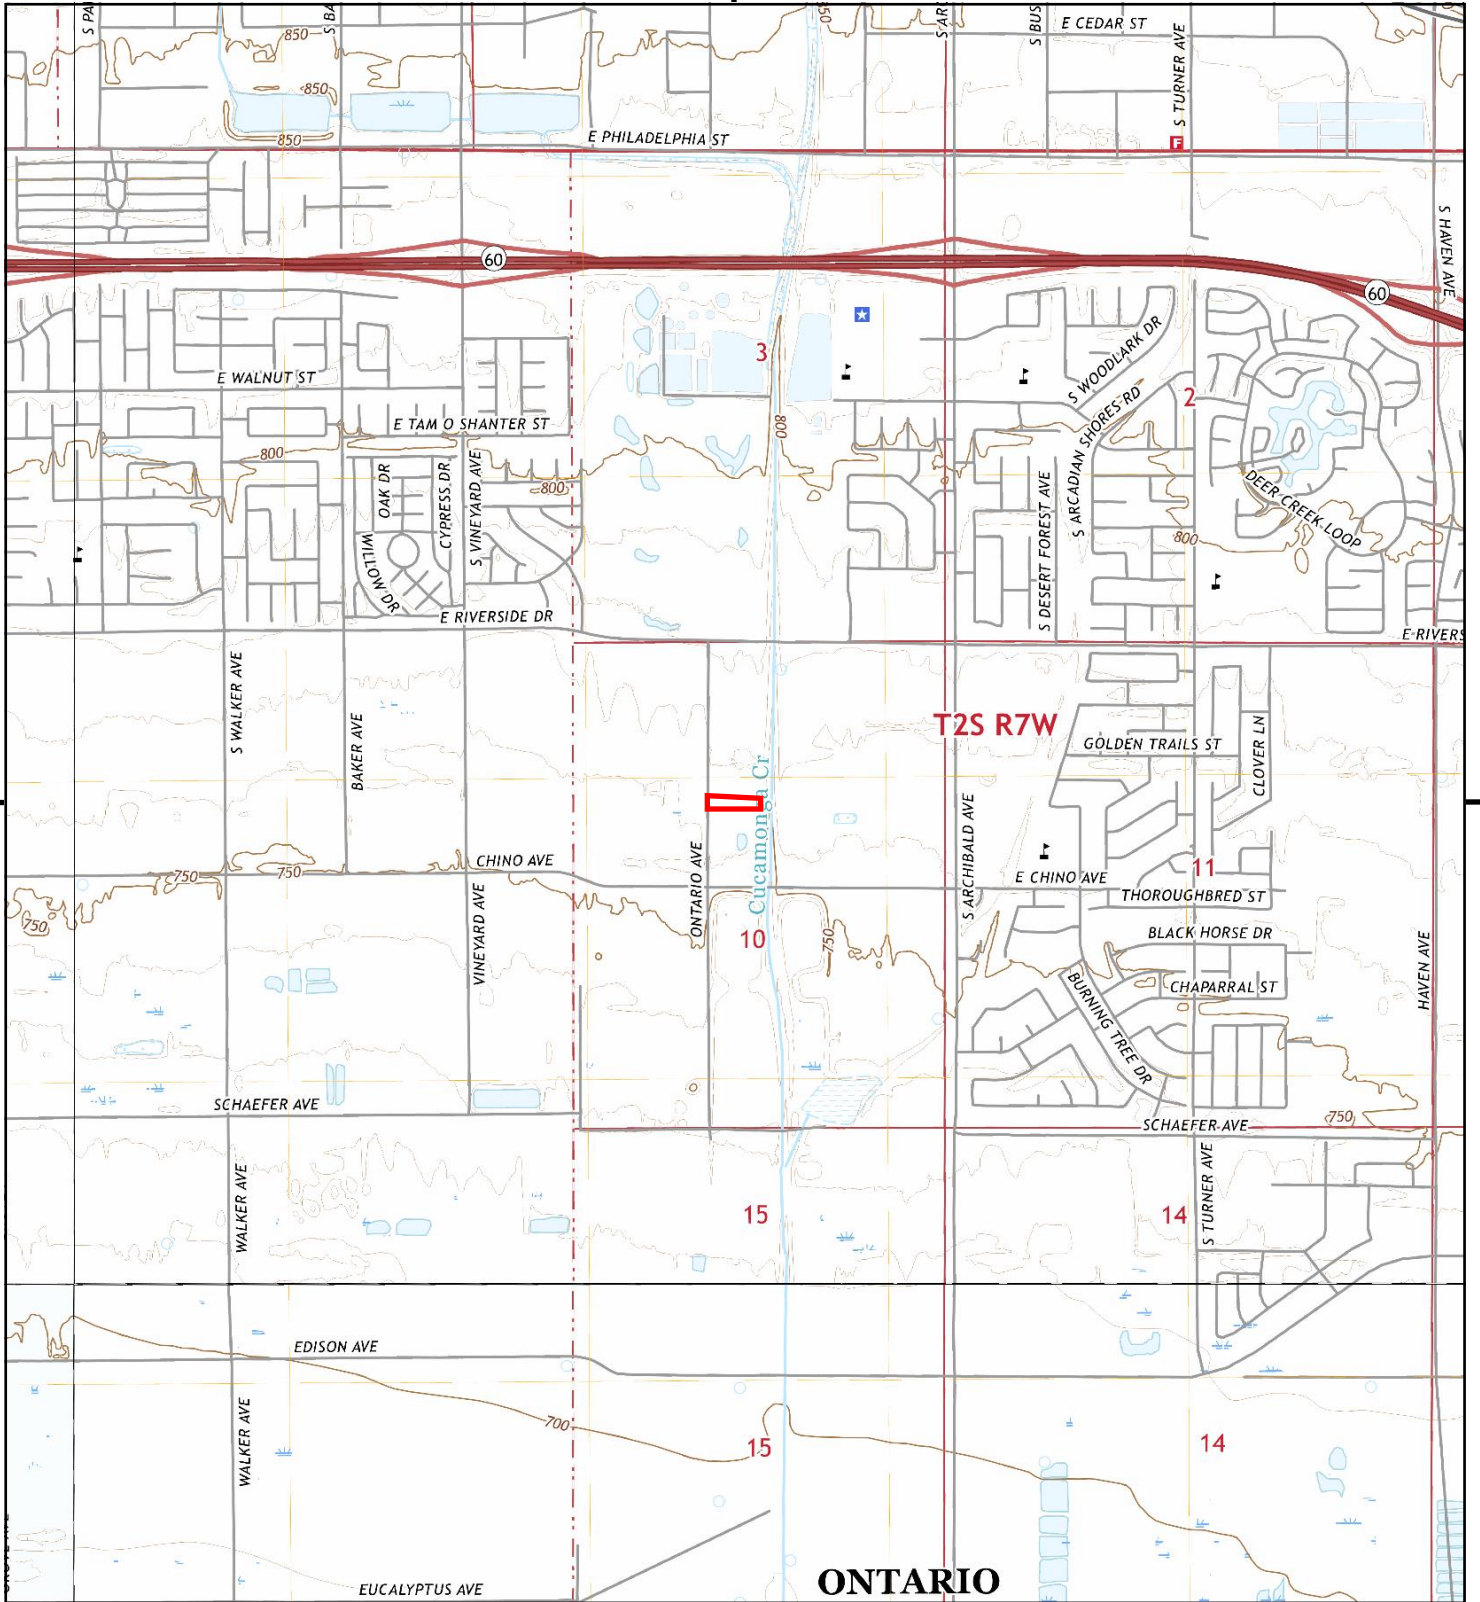 850
E CEDAR ST
S TURNER AVE
850
850
850
E PHILADELPHIA ST
F
S HAVEN AVE
60
60
3
S WOODLARK DR
E WALNUT ST
2
S ARCADIAN SHORES RD
800
E TAM O SHANTER ST
800
OAK DR
CYPRESS DR
S VINEYARD AVE
800
DEER CREEK LOOP
S DESERT FOREST AVE
800
WILLOW DR
E RIVERSIDE DR
E RIVERS
S WALKER AVE
BAKER AVE
T2S R7W
GOLDEN TRAILS ST
CLOVER LN
Cucamonga Cr
S ARCHIBALD AVE
ONTARIO AVE
CHINO AVE
750
750
E CHINO AVE
11
THOROUGHBRED ST
750
VINEYARD AVE
10
750
BLACK HORSE DR
HAVEN AVE
CHAPARRAL ST
BURNING TREE DR
SCHAEFER AVE
750
SCHAEFER AVE
WALKER AVE
15
14
S TURNER AVE
EDISON AVE
700
WALKER AVE
15
14
EUCALYPTUS AVE
ONTARIO